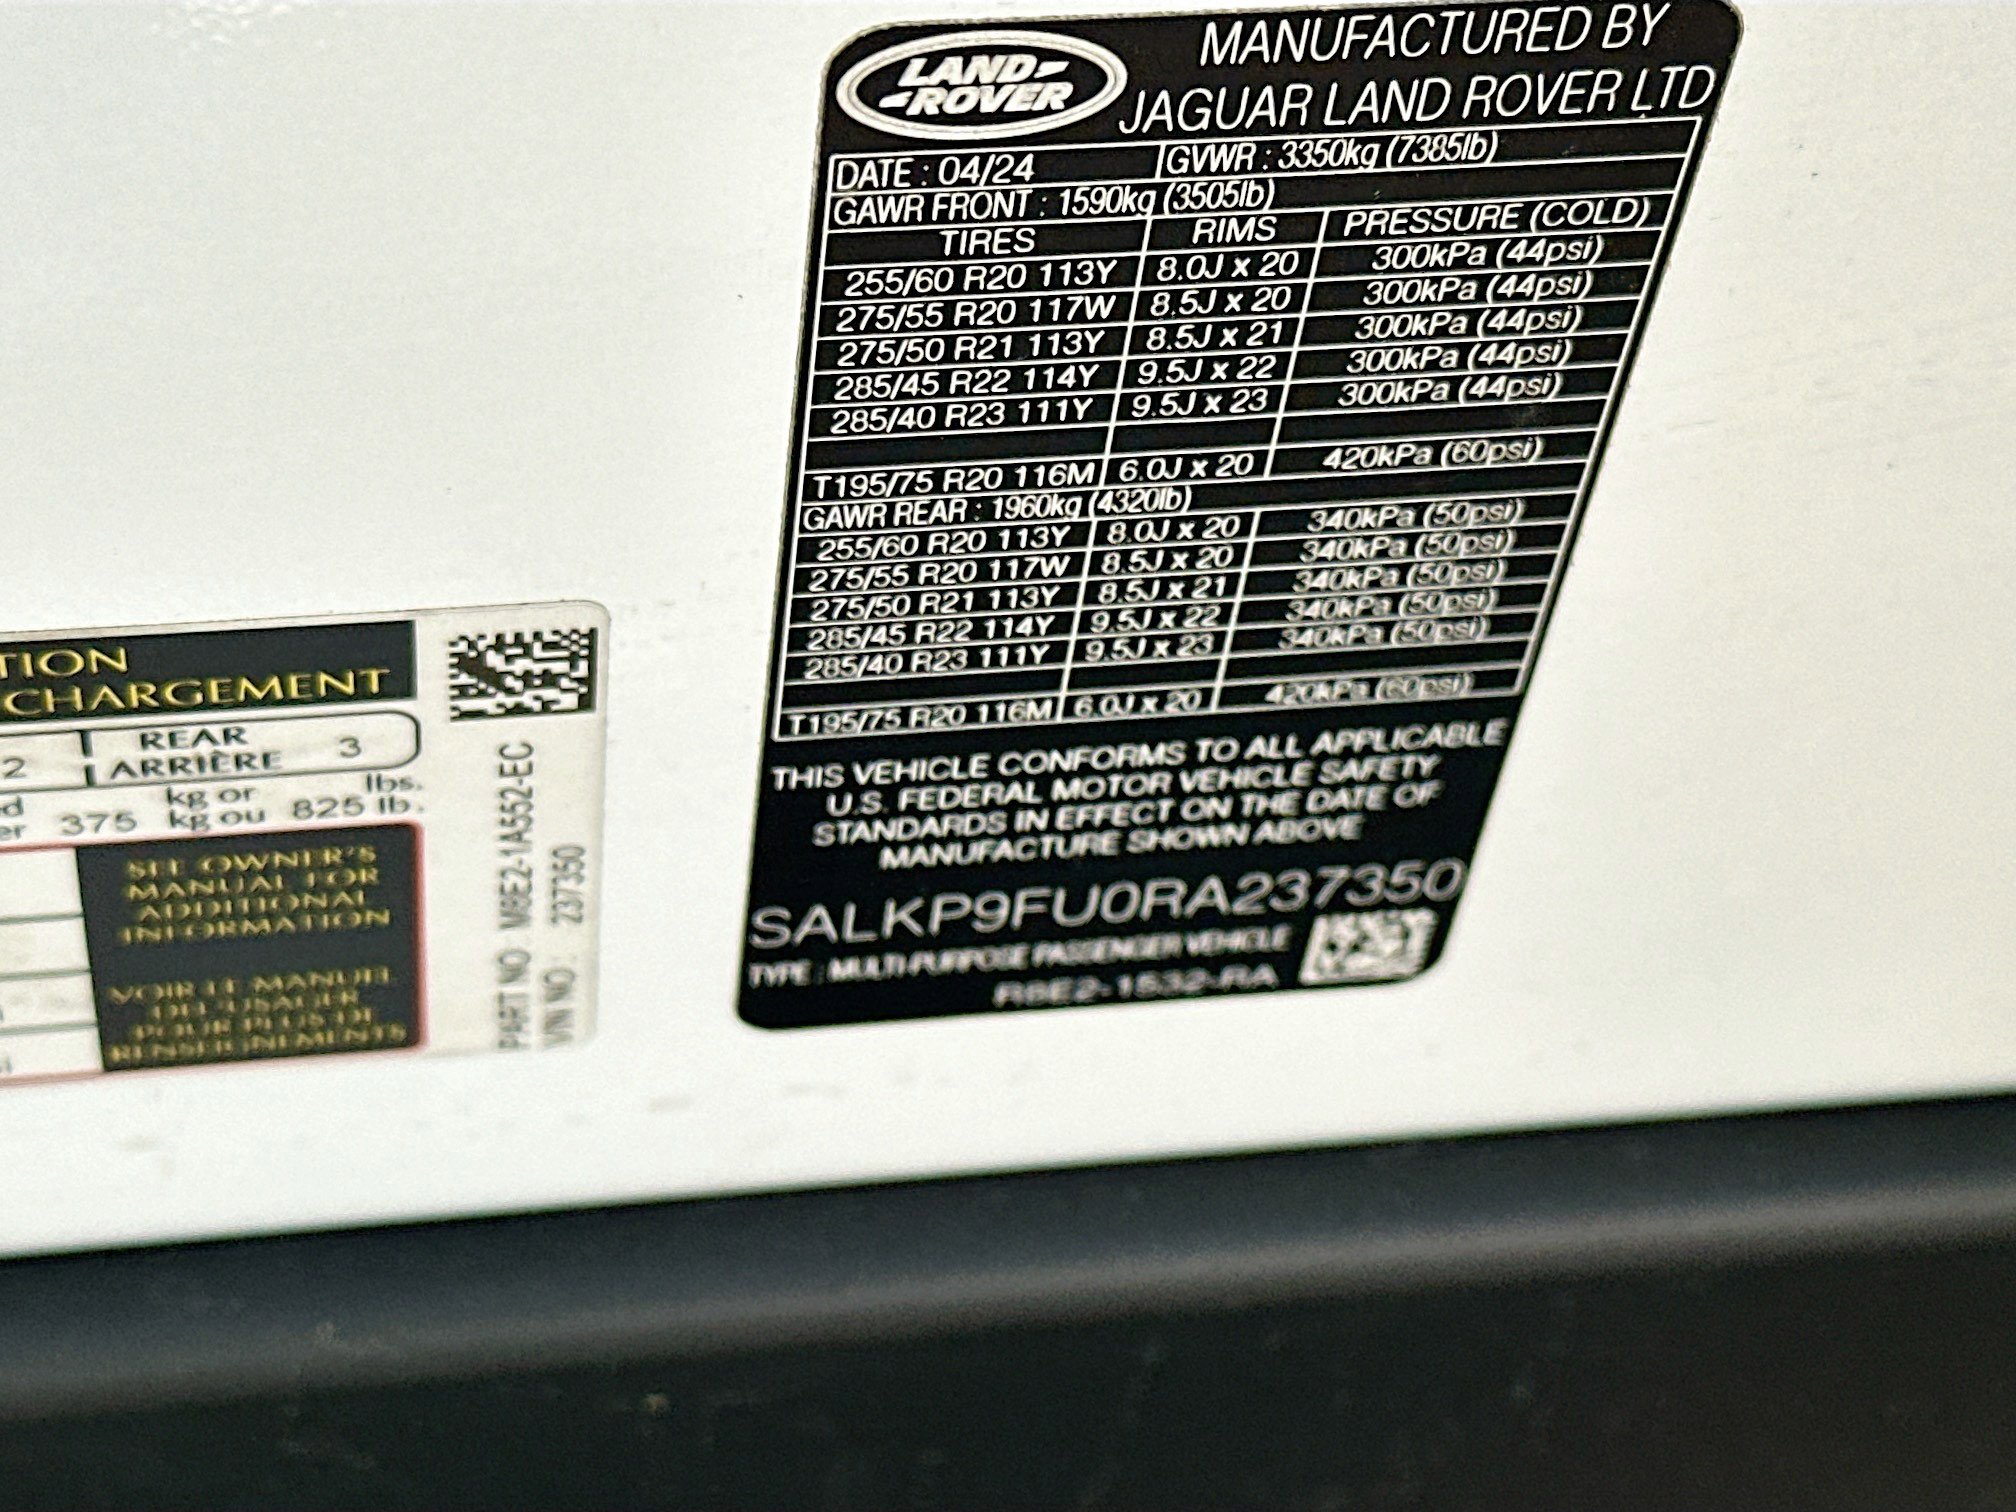 LAND
ROVER
MANUFACTURED BY
JAGUAR LAND ROVER LTD
DATE : 04/24 GVWR : 3350kg (7385lb)
GAWR FRONT : 1590kg (3505lb)
TIRES RIMS PRESSURE (COLD)
255/60 R20 113Y 8.0J x 20 300kPa (44psi)
275/55 R20 117W 8.5J x 20 300kPa (44psi)
275/50 R21 113Y 8.5J x 21 300kPa (44psi)
285/45 R22 114Y 9.5J x 22 300kPa (44psi)
285/40 R23 111Y 9.5J x 23 300kPa (44psi)
T195/75 R20 116M 6.0J x 20 420kPa (60psi)
GAWR REAR : 1960kg (4320lb)
255/60 R20 113Y 8.0J x 20 340kPa (50psi)
275/55 R20 117W 8.5J x 20 340kPa (50psi)
275/50 R21 113Y 8.5J x 21 340kPa (50psi)
285/45 R22 114Y 9.5J x 22 340kPa (50psi)
285/40 R23 111Y 9.5J x 23 340kPa (50psi)
T195/75 R20 116M 6.0J x 20 420kPa (60psi)
THIS VEHICLE CONFORMS TO ALL APPLICABLE
U.S. FEDERAL MOTOR VEHICLE SAFETY
STANDARDS IN EFFECT ON THE DATE OF
MANUFACTURE SHOWN ABOVE
SALKP9FU0RA237350
TYPE : MULTI-PURPOSE PASSENGER VEHICLE
TION
CHARGEMENT
2 REAR 3
ARRIÈRE
lbs.
375 kg or
kg ou 825 lb.
SEE OWNER'S
MANUAL FOR
ADDITIONAL
INFORMATION
VOIR LE MANUEL
DE L'USAGER
POUR PLUS DE
RENSEIGNEMENTS
PART NO M8E2-1A552-EC
VIN NO : 237350